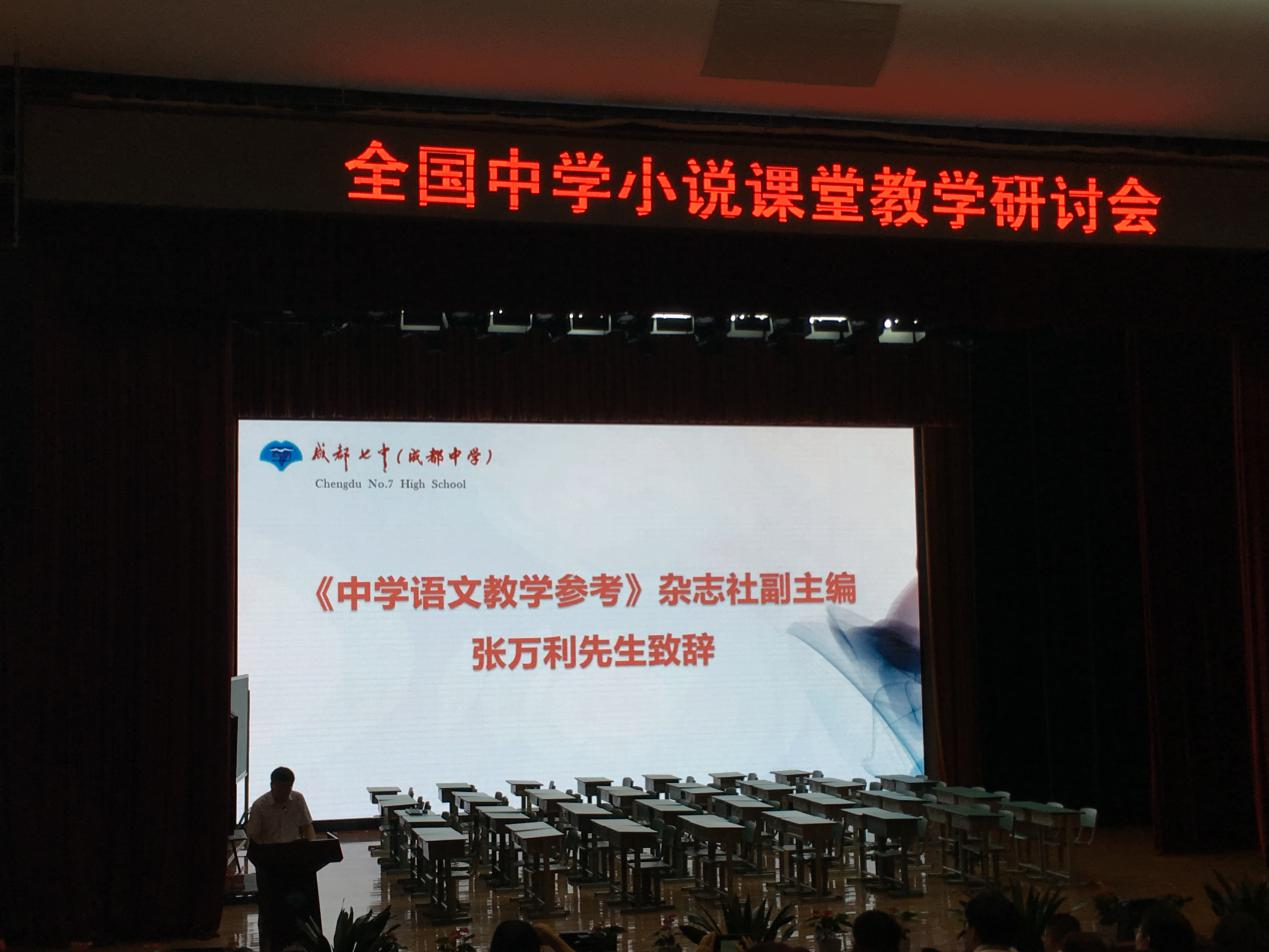 全国中学小说课堂教学研讨会
成都七中(成都中学)
Chengdu No.7 High School
《中学语文教学参考》杂志社副主编
张万利先生致辞